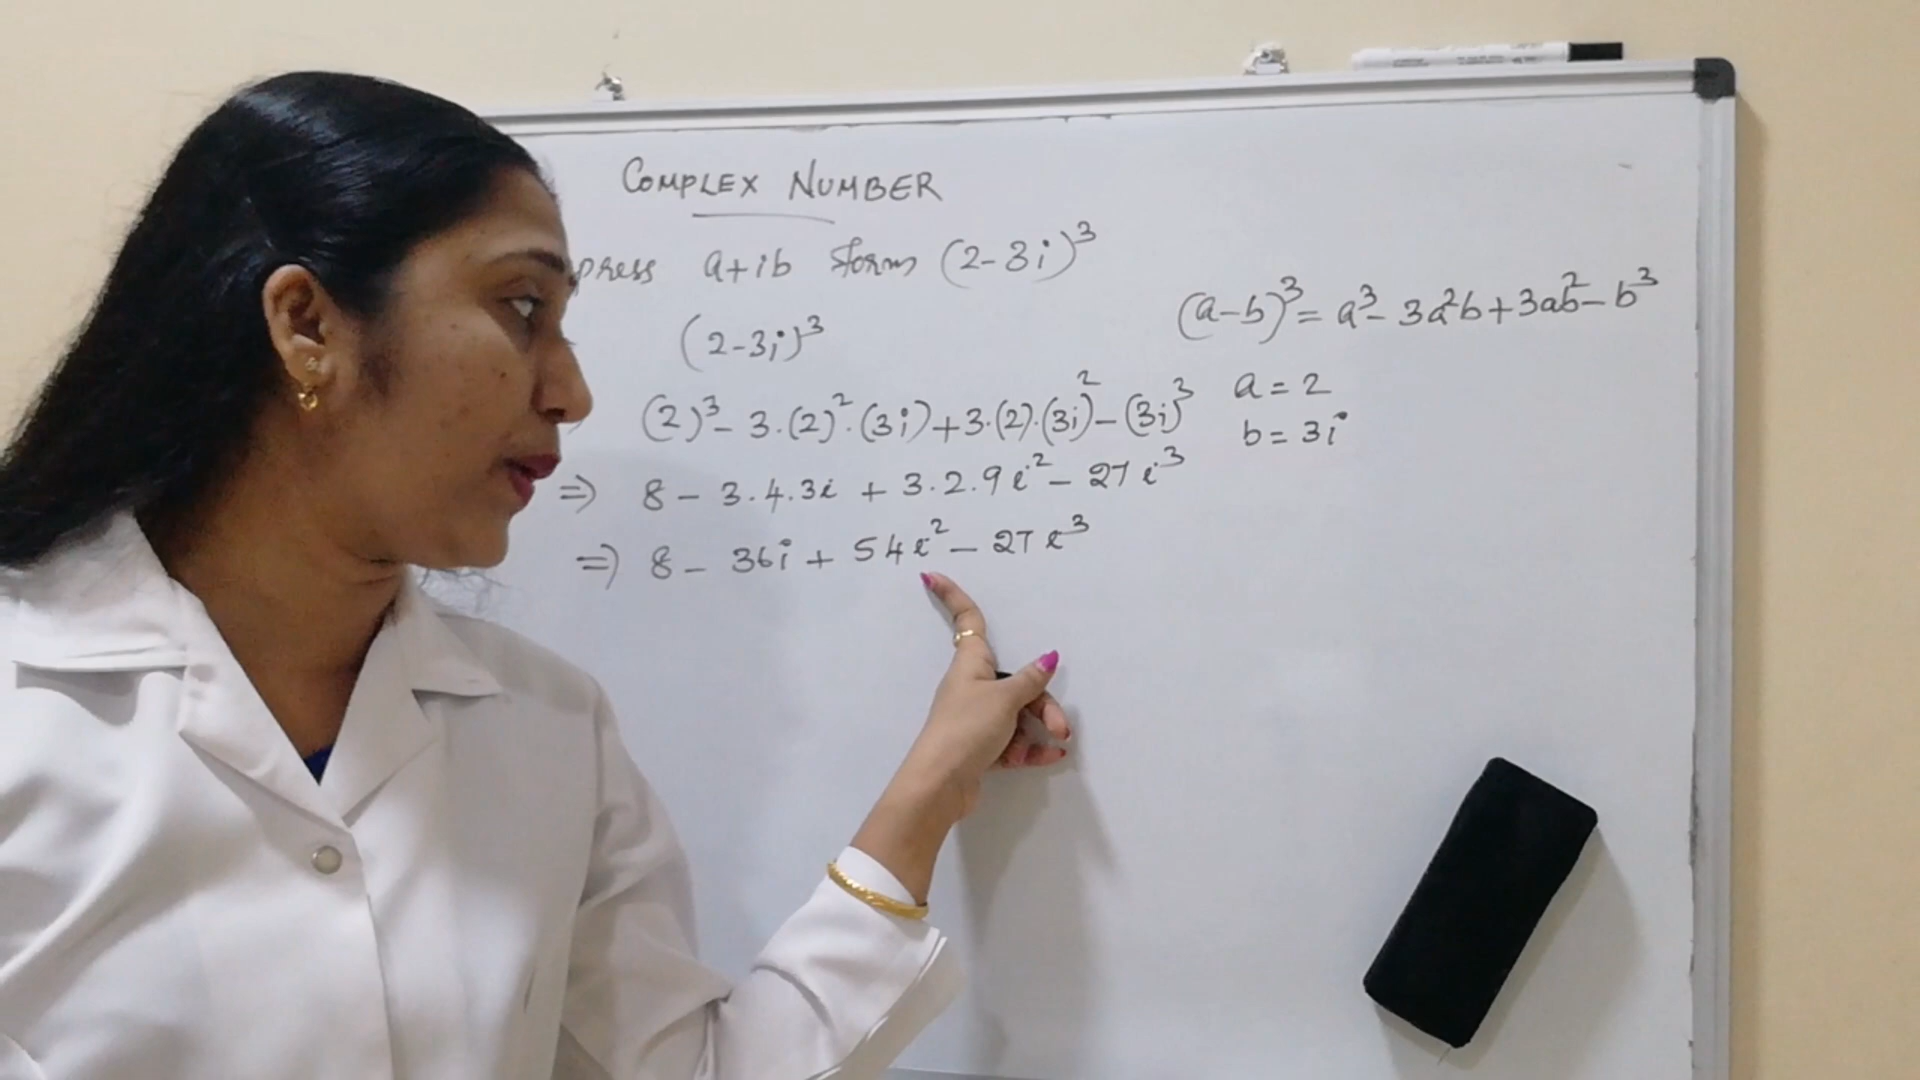 COMPLEX NUMBER
press a+ib form (2-3i)³
(2-3i)³
(a-b)³ = a³- 3a²b+3ab²- b³
(2)³- 3.(2)².(3i)+3.(2).(3i)²-(3i)³
a = 2
b = 3i
=> 8 - 3.4.3i + 3.2.9i² - 27i³
=> 8 - 36i + 54i² - 27i³